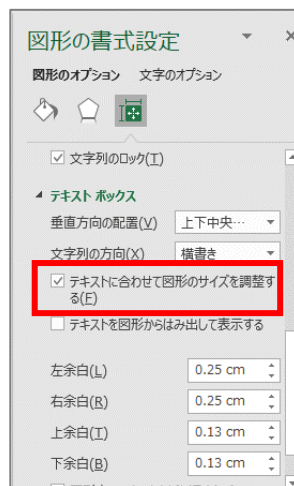 図形の書式設定
図形のオプション 文字のオプション
文字列のロック(T)
テキスト ボックス
垂直方向の配置(V) 上下中央…
文字列の方向(X) 横書き
テキストに合わせて図形のサイズを調整す
る(F)
テキストを図形からはみ出して表示する
左余白(L) 0.25 cm
右余白(R) 0.25 cm
上余白(T) 0.13 cm
下余白(B) 0.13 cm